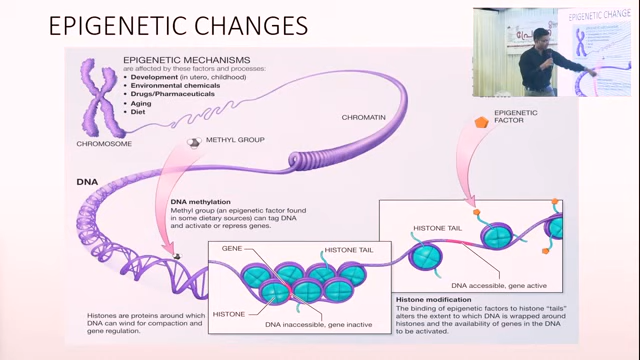 EPIGENETIC CHANGES
EPIGENETIC MECHANISMS
are affected by these factors and processes:
• Development (in utero, childhood)
• Environmental chemicals
• Drugs/Pharmaceuticals
• Aging
• Diet
CHROMOSOME
METHYL GROUP
CHROMATIN
EPIGENETIC
FACTOR
DNA
DNA methylation
Methyl group (an epigenetic factor found
in some dietary sources) can tag DNA
and activate or repress genes.
GENE
HISTONE TAIL
HISTONE TAIL
HISTONE
DNA inaccessible, gene inactive
DNA accessible, gene active
Histones are proteins around which
DNA can wind for compaction and
gene regulation.
Histone modification
The binding of epigenetic factors to histone "tails"
alters the extent to which DNA is wrapped around
histones and the availability of genes in the DNA
to be activated.
EPIGENETIC CHANGE